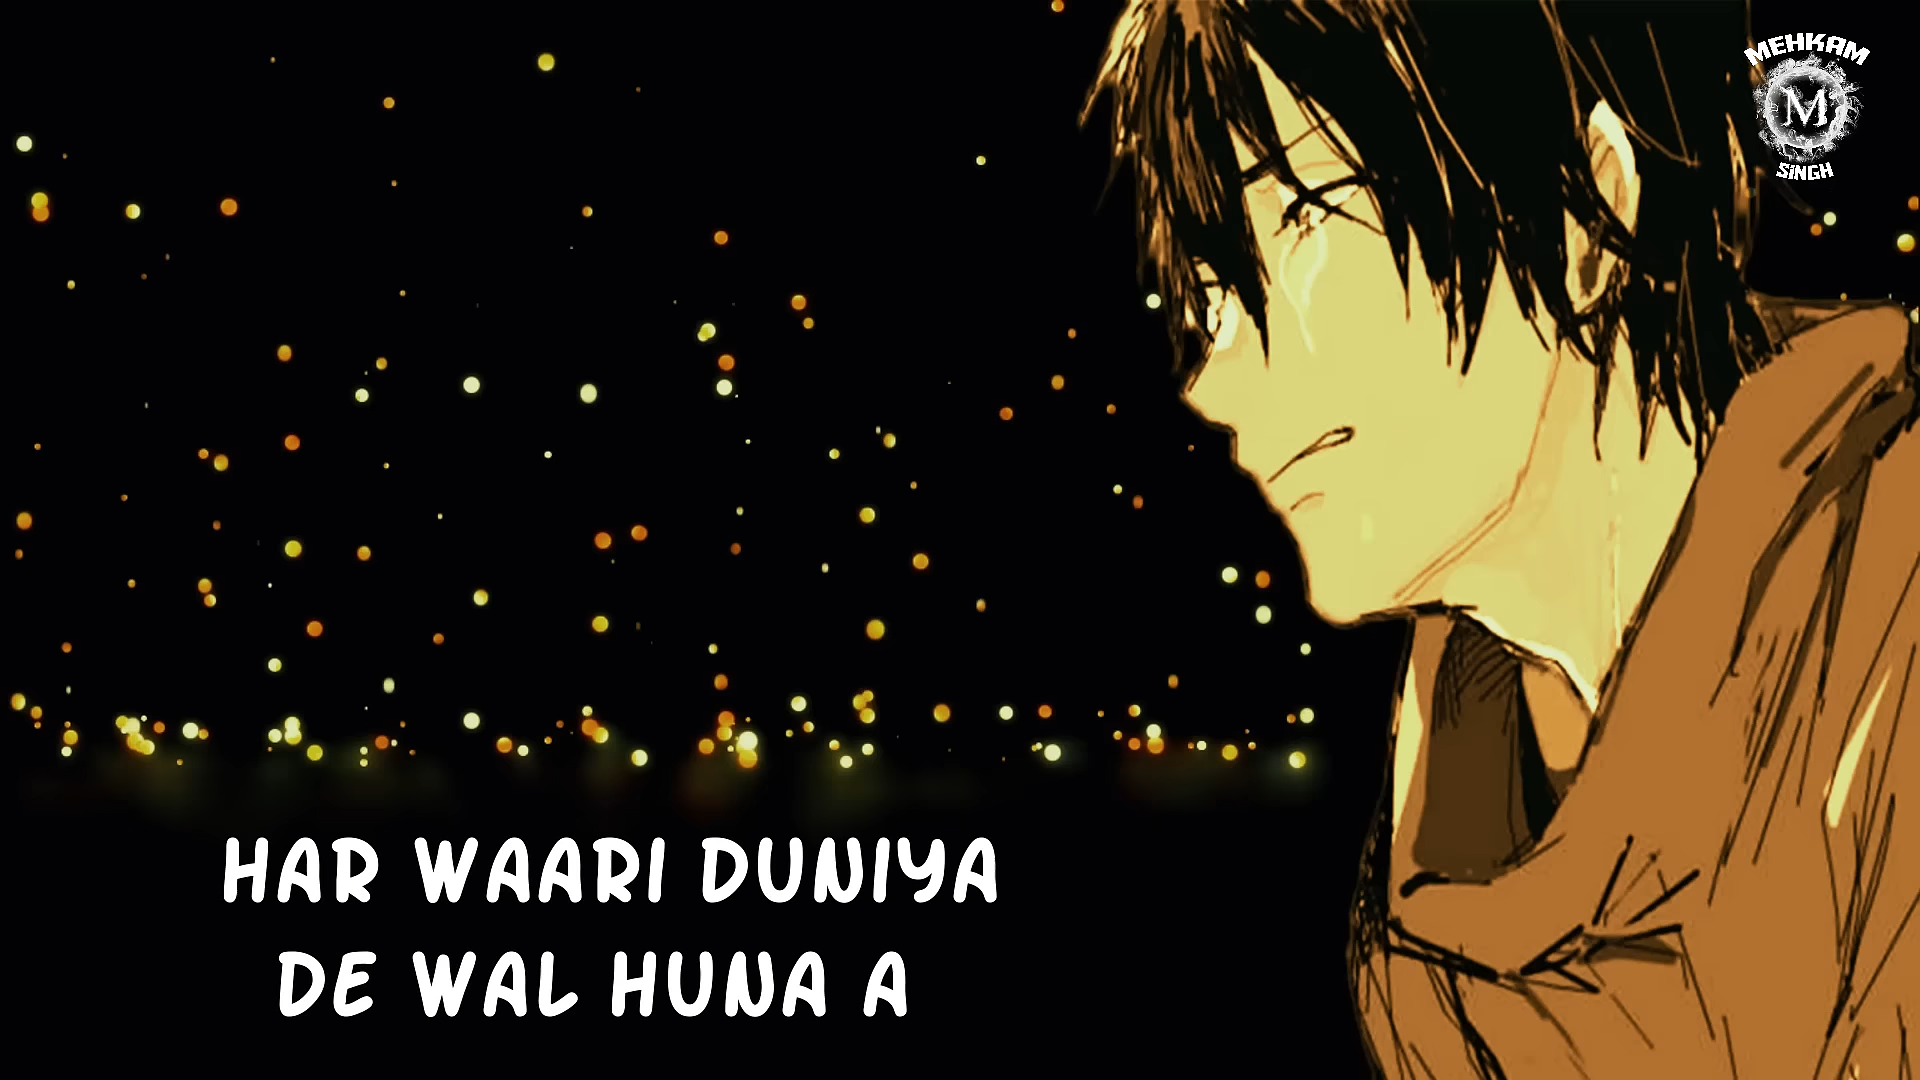 MEHKAM
M
SINGH
HAR WAARI DUNIYA
DE WAL HUNA A